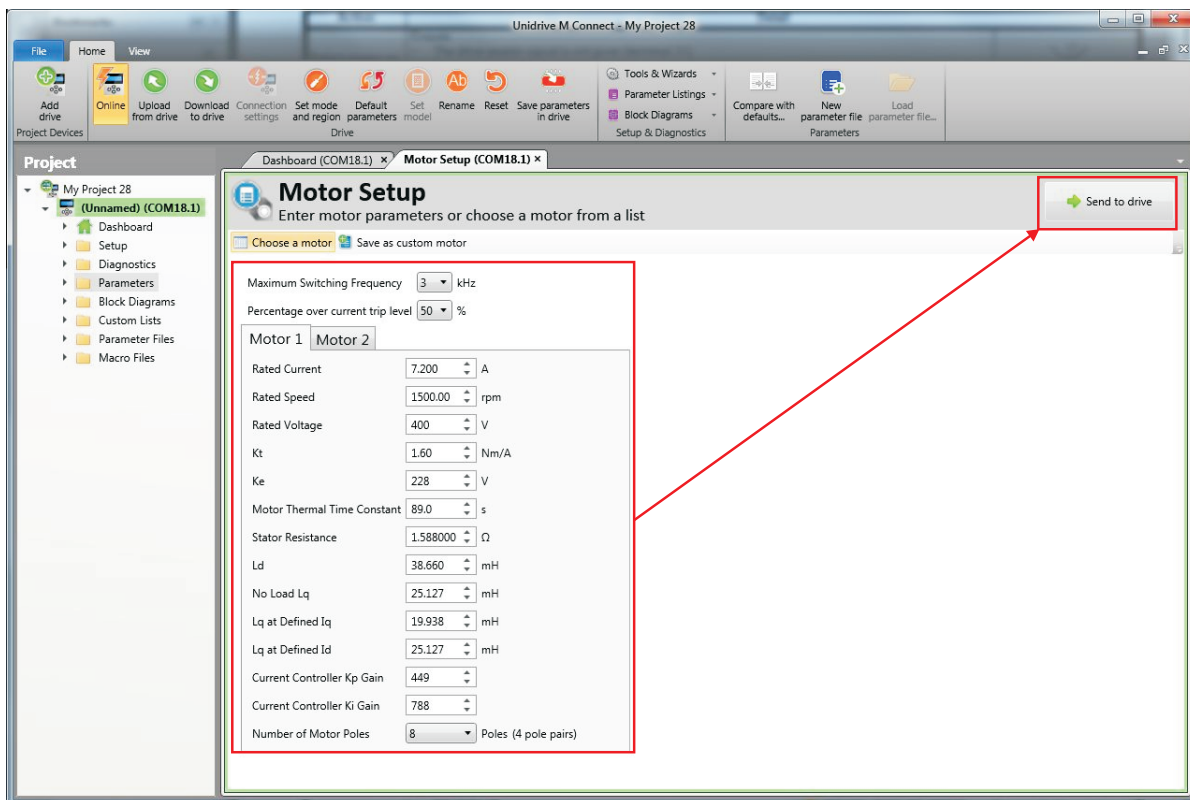 Unidrive M Connect - My Project 28
File Home View
Add drive
Project Devices
Online
Upload from drive
Download to drive
Connection settings
Set mode and region
Default parameters
Set model
Rename
Reset
Save parameters in drive
Drive
Tools & Wizards
Parameter Listings
Block Diagrams
Setup & Diagnostics
Compare with defaults...
New parameter file
Load parameter file...
Parameters
Project
My Project 28
(Unnamed) (COM18.1)
Dashboard
Setup
Diagnostics
Parameters
Block Diagrams
Custom Lists
Parameter Files
Macro Files
Dashboard (COM18.1) × Motor Setup (COM18.1) ×
Motor Setup
Enter motor parameters or choose a motor from a list
Send to drive
Choose a motor Save as custom motor
Maximum Switching Frequency 3 kHz
Percentage over current trip level 50 %
Motor 1 Motor 2
Rated Current 7.200 A
Rated Speed 1500.00 rpm
Rated Voltage 400 V
Kt 1.60 Nm/A
Ke 228 V
Motor Thermal Time Constant 89.0 s
Stator Resistance 1.588000 Ω
Ld 38.660 mH
No Load Lq 25.127 mH
Lq at Defined Iq 19.938 mH
Lq at Defined Id 25.127 mH
Current Controller Kp Gain 449
Current Controller Ki Gain 788
Number of Motor Poles 8 Poles (4 pole pairs)